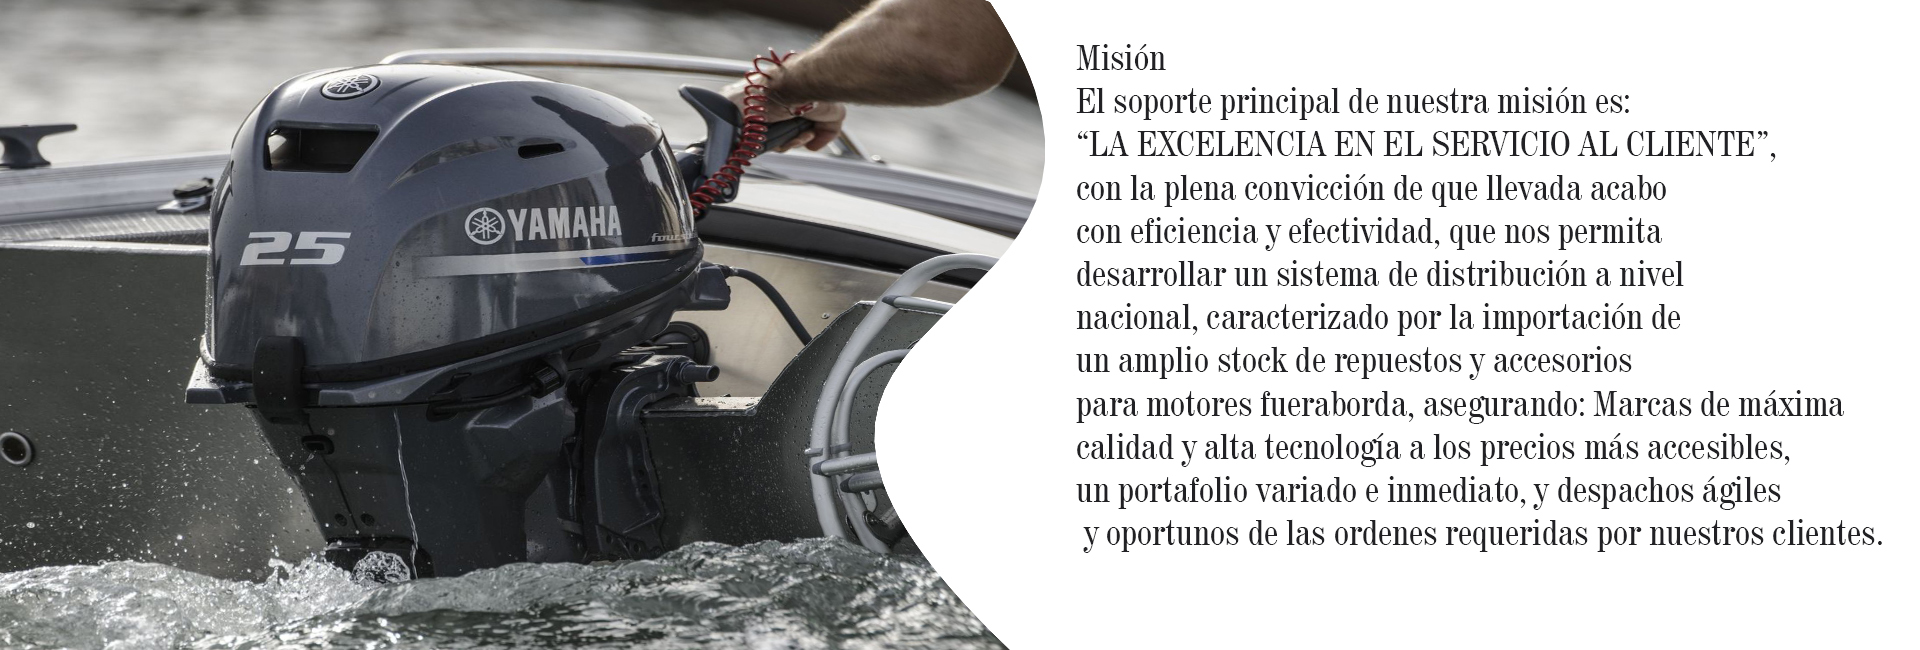 25
YAMAHA
Misión
El soporte principal de nuestra misión es:
“LA EXCELENCIA EN EL SERVICIO AL CLIENTE”,
con la plena convicción de que llevada acabo
con eficiencia y efectividad, que nos permita
desarrollar un sistema de distribución a nivel
nacional, caracterizado por la importación de
un amplio stock de repuestos y accesorios
para motores fueraborda, asegurando: Marcas de máxima
calidad y alta tecnología a los precios más accesibles,
un portafolio variado e inmediato, y despachos ágiles
y oportunos de las ordenes requeridas por nuestros clientes.